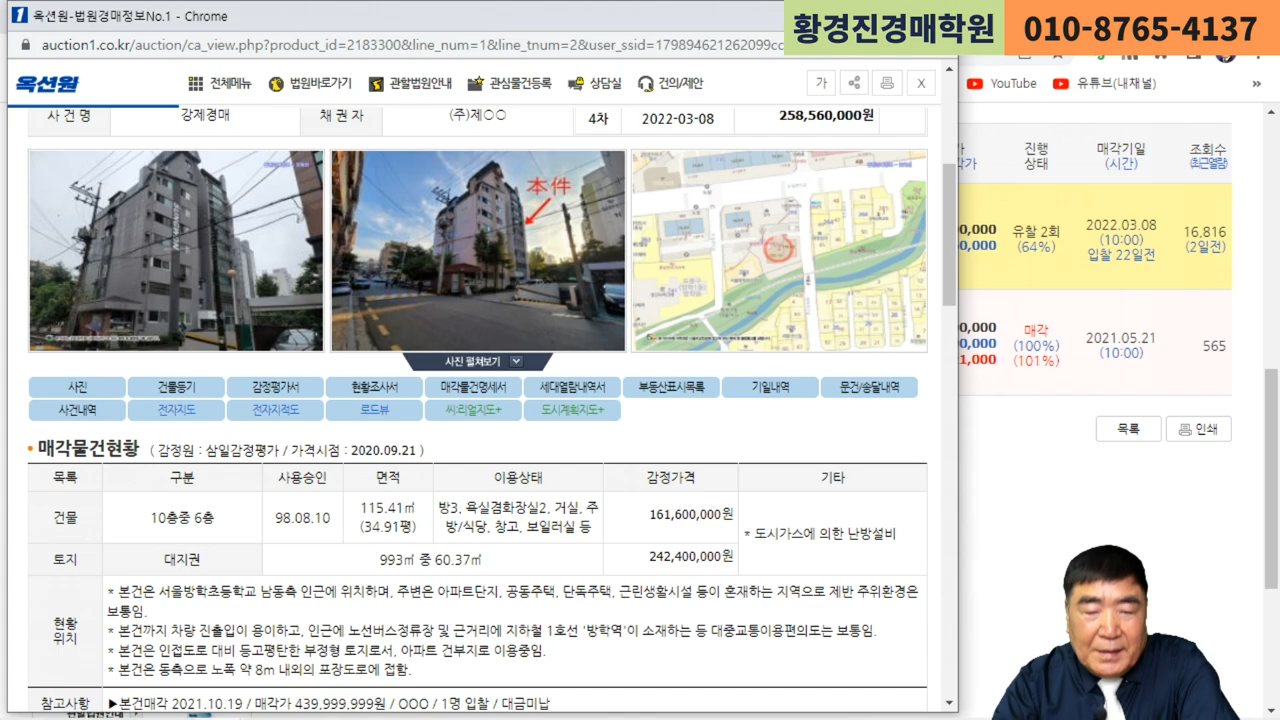 옥션원-법원경매정보No.1 - Chrome
황경진경매학원 010-8765-4137
auction1.co.kr/auction/ca_view.php?product_id=2183300&line_num=1&line_tnum=2&user_ssid=179894621262099cc
옥션원 전체메뉴 법원바로가기 관할법원안내 관심물건등록 상담실 건의/제안 가 X
YouTube 유튜브(내채널) »
사 건 명 강제경매 채 권 자 (주)제○○ 4차 2022-03-08 258,560,000원
本件
사진 펼쳐보기
사진 건물등기 감정평가서 현황조사서 매각물건명세서 세대열람내역서 부동산표시목록 기일내역 문건/송달내역
사건내역 전자지도 전자지적도 로드뷰 씨:리얼지도+ 도시계획지도+
매각물건현황 ( 감정원 : 삼일감정평가 / 가격시점 : 2020.09.21 )
목록 구분 사용승인 면적 이용상태 감정가격 기타
건물 10층중 6층 98.08.10 115.41㎡ (34.91평) 방3, 욕실겸화장실2, 거실, 주방/식당, 창고, 보일러실 등 161,600,000원 * 도시가스에 의한 난방설비
토지 대지권 993㎡ 중 60.37㎡ 242,400,000원
현황 위치
* 본건은 서울방학초등학교 남동측 인근에 위치하며, 주변은 아파트단지, 공동주택, 단독주택, 근린생활시설 등이 혼재하는 지역으로 제반 주위환경은
보통임.
* 본건까지 차량 진출입이 용이하고, 인근에 노선버스정류장 및 근거리에 지하철 1호선 '방학역'이 소재하는 등 대중교통이용편의도는 보통임.
* 본건은 인접도로 대비 등고평탄한 부정형 토지로서, 아파트 건부지로 이용중임.
* 본건은 동측으로 노폭 약 8m 내외의 포장도로에 접함.
참고사항 ▶본건매각 2021.10.19 / 매각가 439,999,999원 / OOO / 1명 입찰 / 대금미납
진행 상태 매각기일 (시간) 조회수 (최근열람)
0,000 유찰 2회 2022.03.08 16,816
0,000 (64%) (10:00) (2일전)
입찰 22일전
0,000 매각 2021.05.21 565
0,000 (100%) (10:00)
1,000 (101%)
목록 인쇄